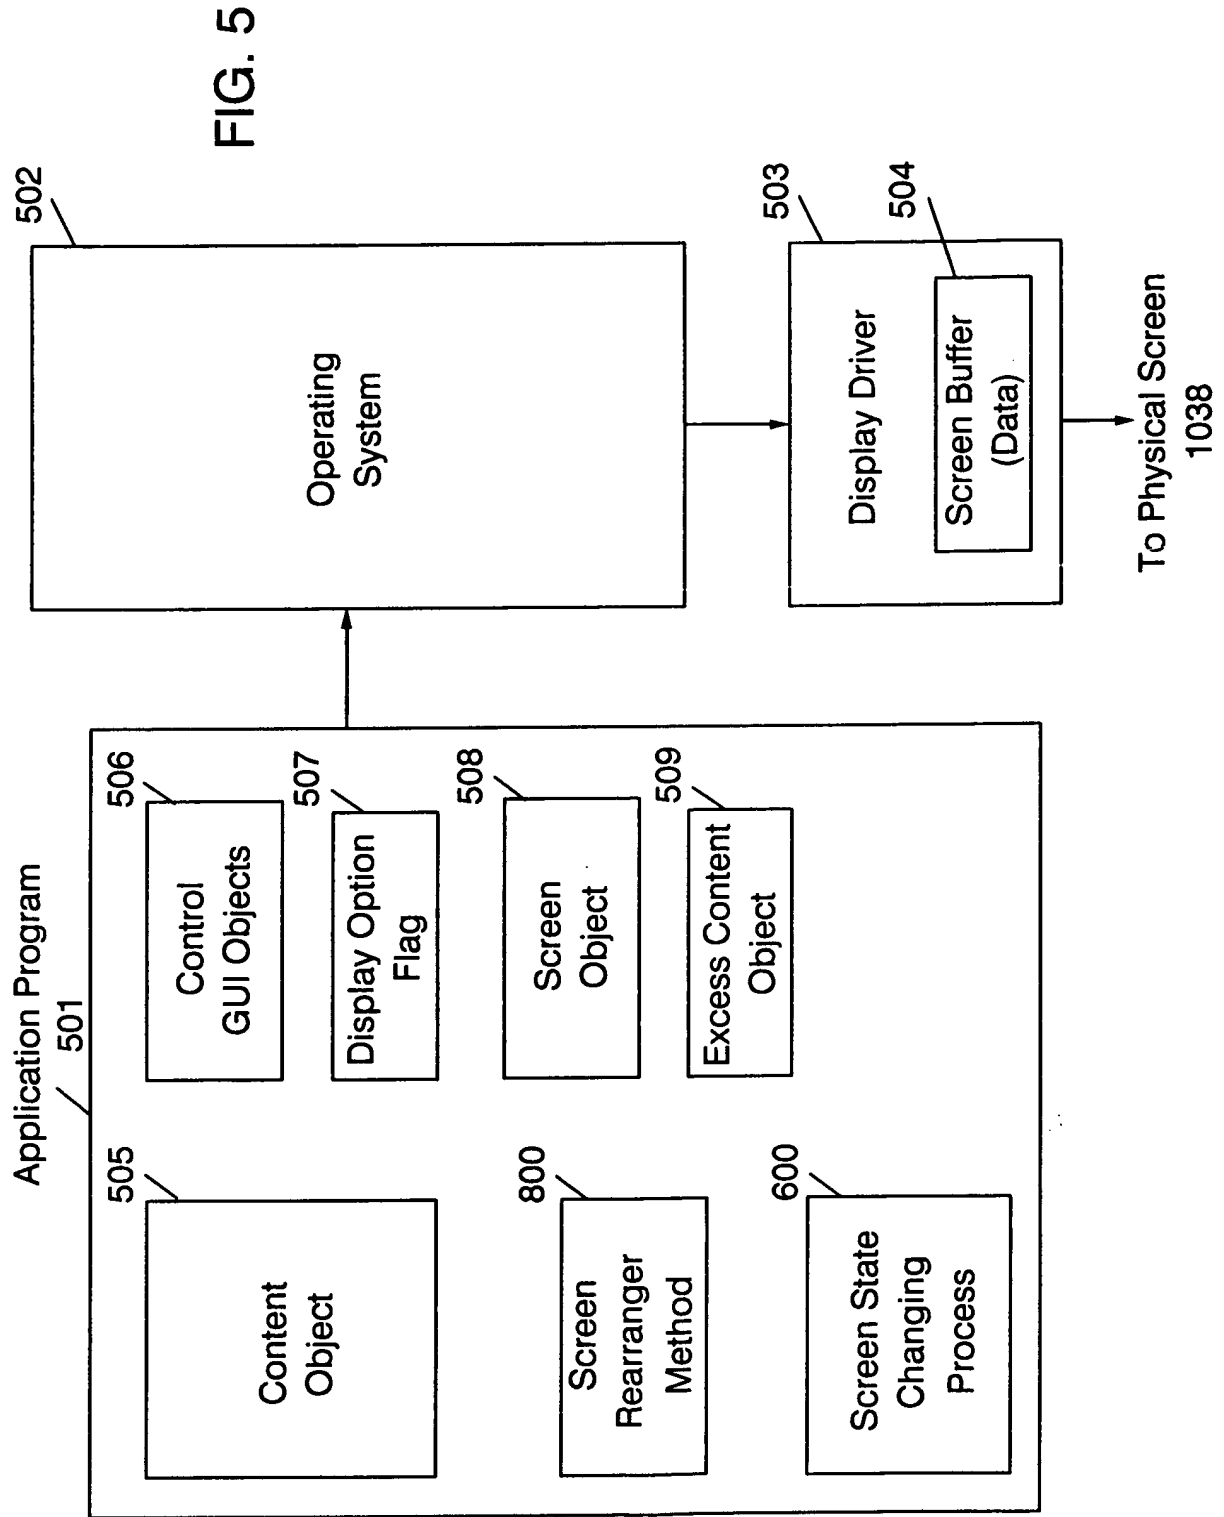 Application Program
501
505
Content
Object
506
Control
GUI Objects
507
Display Option
Flag
800
Screen
Rearranger
Method
508
Screen
Object
509
Excess Content
Object
600
Screen State
Changing
Process
502
Operating
System
503
Display Driver
504
Screen Buffer
(Data)
To Physical Screen
1038
FIG. 5